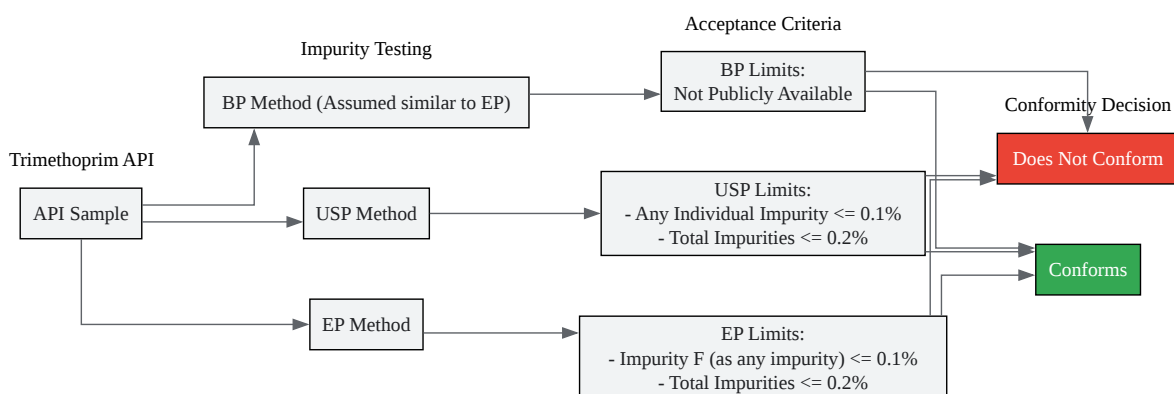 Acceptance Criteria
Impurity Testing
BP Limits:
Not Publicly Available
BP Method (Assumed similar to EP)
Conformity Decision
Does Not Conform
Trimethoprim API
API Sample
USP Method
USP Limits:
- Any Individual Impurity <= 0.1%
- Total Impurities <= 0.2%
Conforms
EP Method
EP Limits:
- Impurity F (as any impurity) <= 0.1%
- Total Impurities <= 0.2%